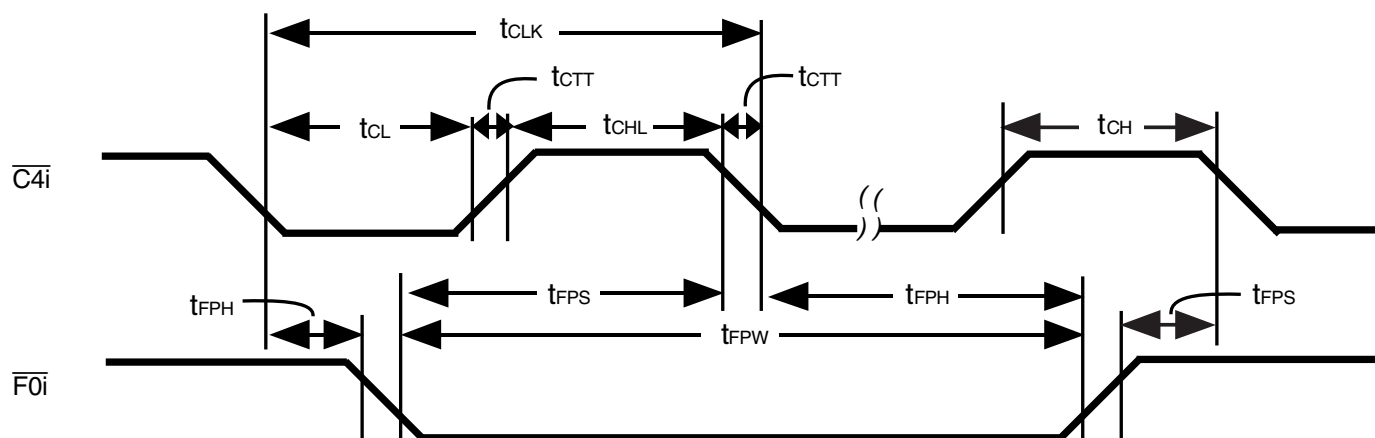 tCLK
tCTT tCTT
tCL tCHL tCH
C4i
tFPH tFPS tFPH tFPS
tFPW
F0i